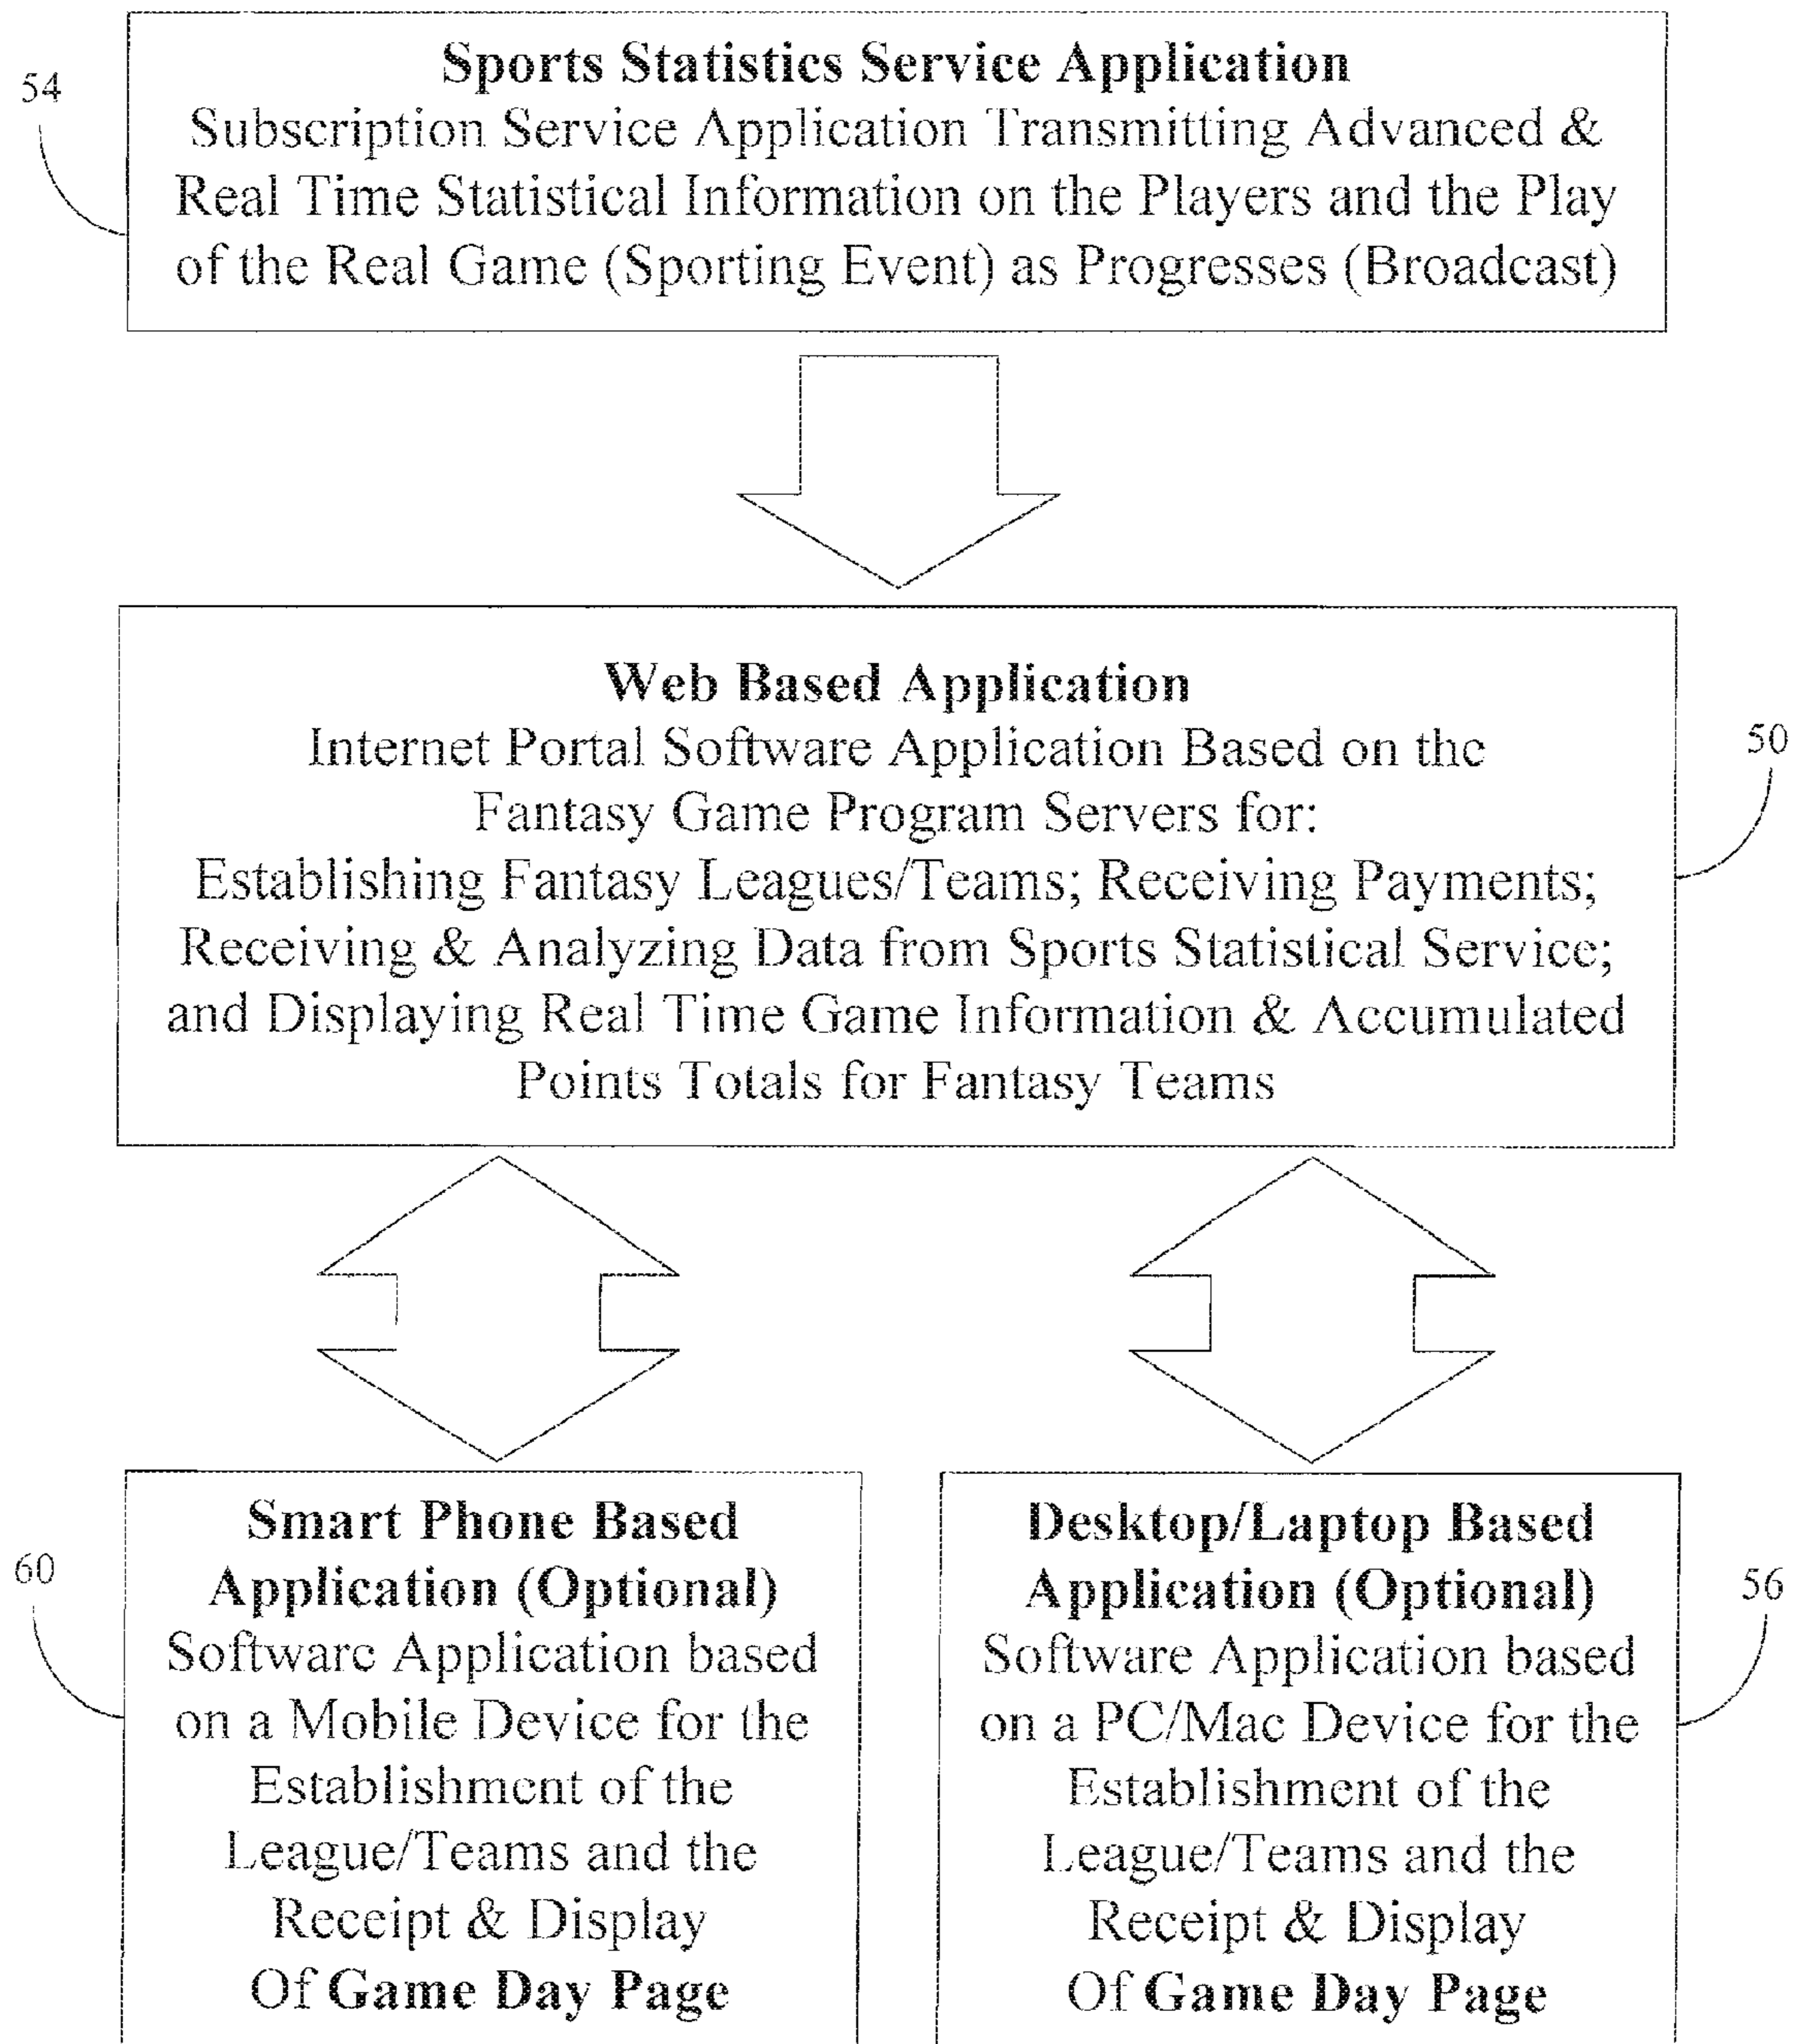 54
Sports Statistics Service Application
Subscription Service Application Transmitting Advanced &
Real Time Statistical Information on the Players and the Play
of the Real Game (Sporting Event) as Progresses (Broadcast)
Web Based Application
Internet Portal Software Application Based on the
Fantasy Game Program Servers for:
Establishing Fantasy Leagues/Teams; Receiving Payments;
Receiving & Analyzing Data from Sports Statistical Service;
and Displaying Real Time Game Information & Accumulated
Points Totals for Fantasy Teams
50
60
Smart Phone Based
Application (Optional)
Software Application based
on a Mobile Device for the
Establishment of the
League/Teams and the
Receipt & Display
Of Game Day Page
Desktop/Laptop Based
Application (Optional)
Software Application based
on a PC/Mac Device for the
Establishment of the
League/Teams and the
Receipt & Display
Of Game Day Page
56